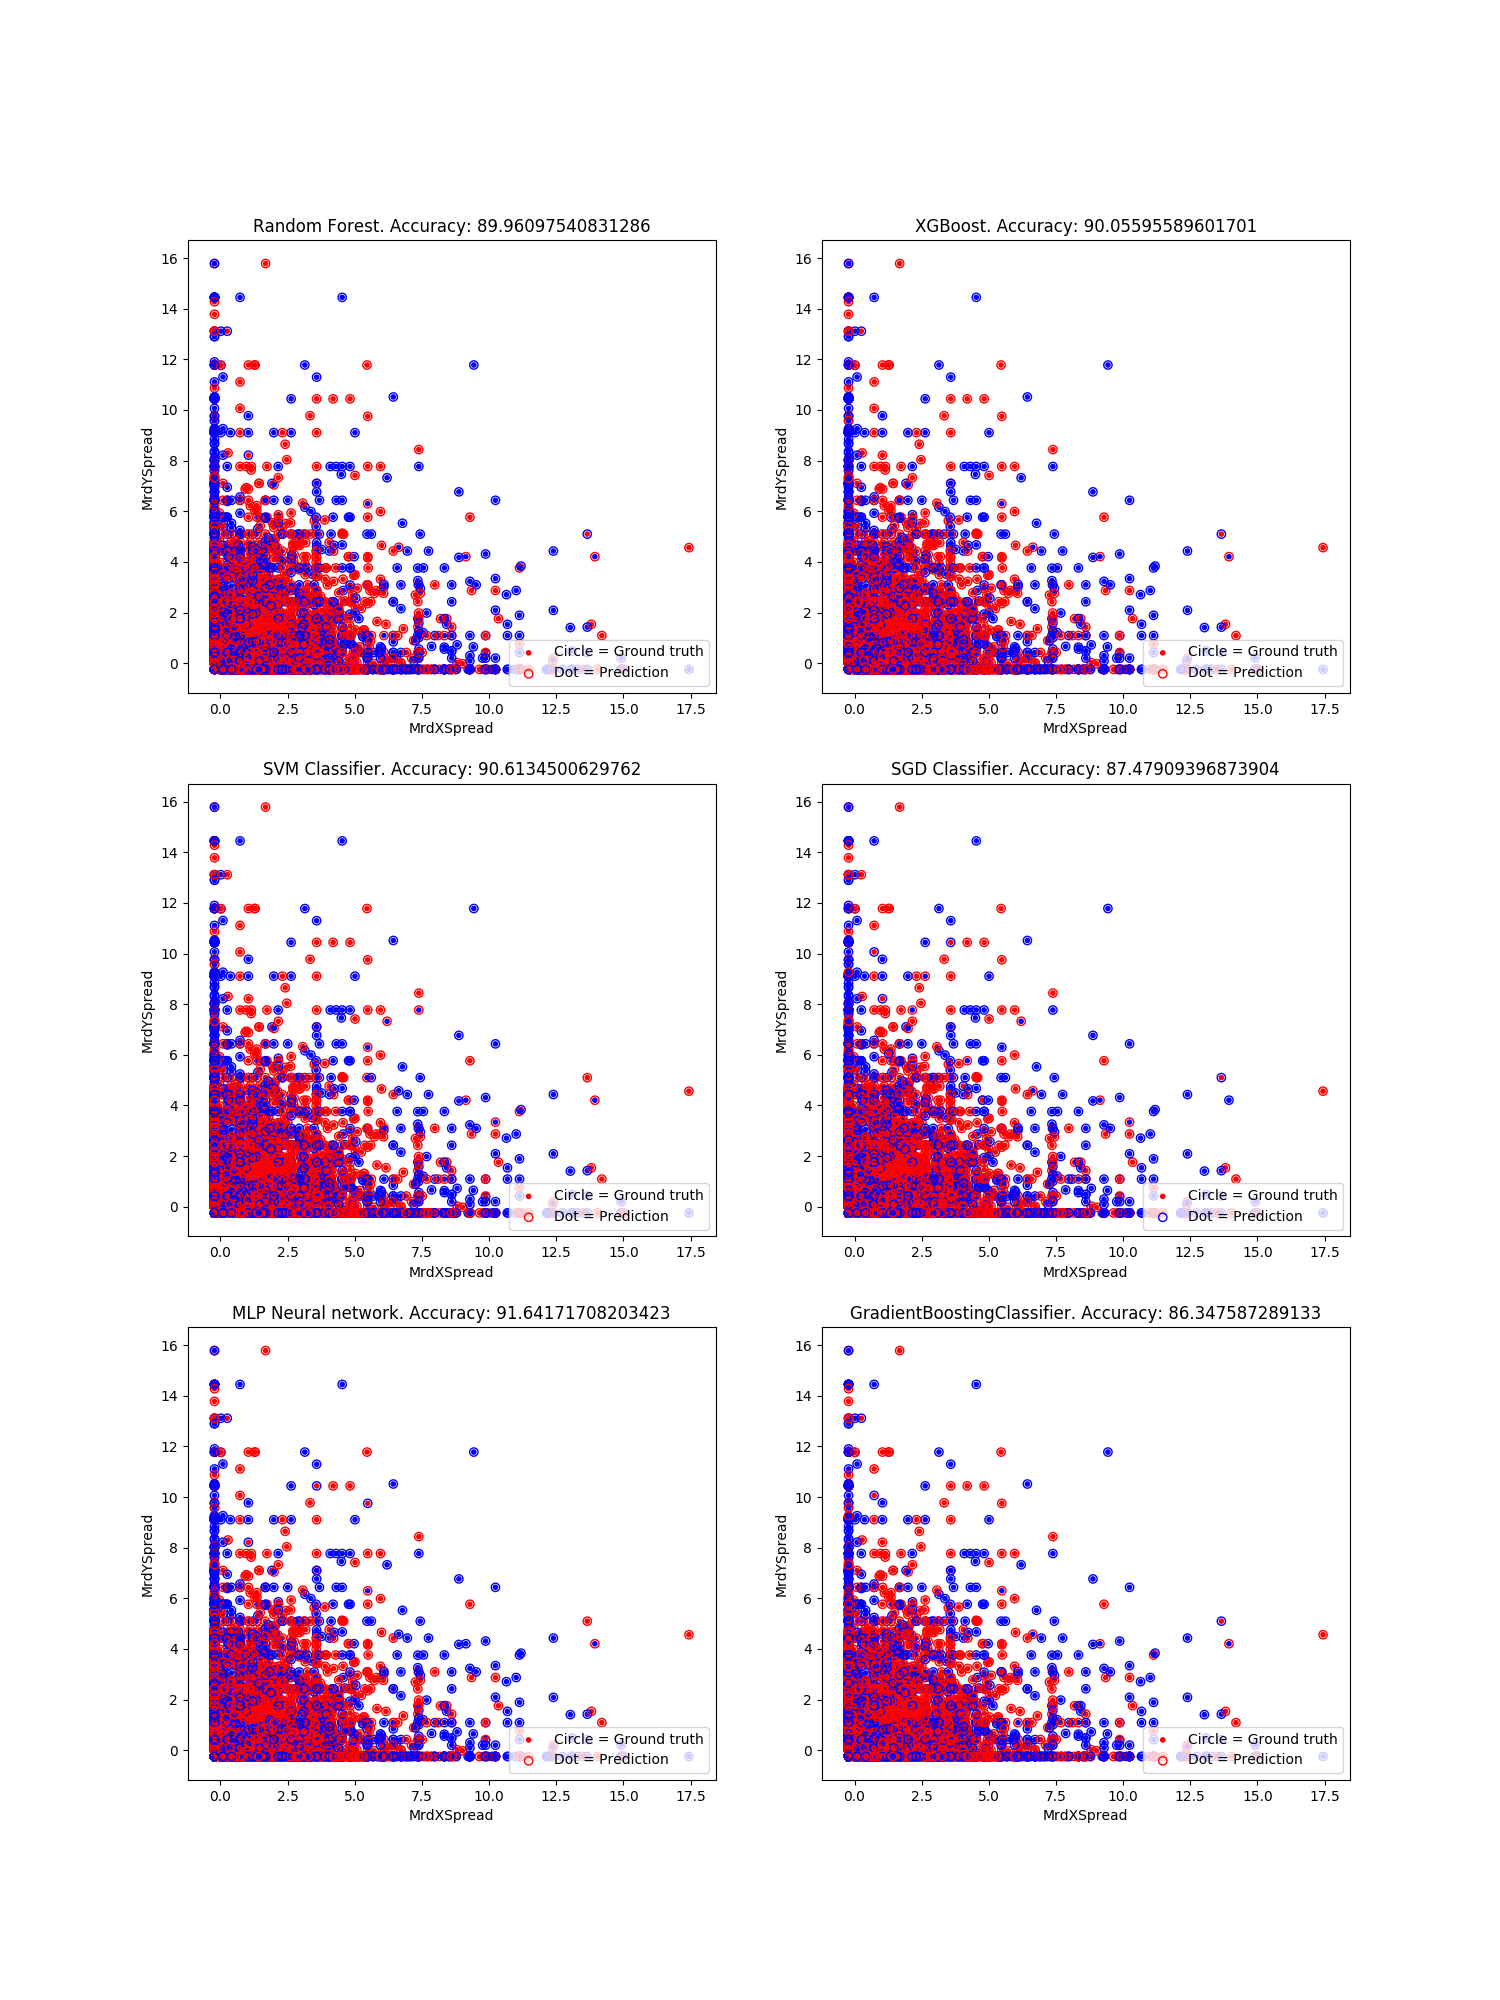 Random Forest. Accuracy: 89.96097540831286
16
14
12
10
8
6
4
2
0
MrdYSpread
Circle = Ground truth
Dot = Prediction
0.0 2.5 5.0 7.5 10.0 12.5 15.0 17.5
MrdXSpread
XGBoost. Accuracy: 90.05595589601701
16
14
12
10
8
6
4
2
0
MrdYSpread
Circle = Ground truth
Dot = Prediction
0.0 2.5 5.0 7.5 10.0 12.5 15.0 17.5
MrdXSpread
SVM Classifier. Accuracy: 90.6134500629762
16
14
12
10
8
6
4
2
0
MrdYSpread
Circle = Ground truth
Dot = Prediction
0.0 2.5 5.0 7.5 10.0 12.5 15.0 17.5
MrdXSpread
SGD Classifier. Accuracy: 87.47909396873904
16
14
12
10
8
6
4
2
0
MrdYSpread
Circle = Ground truth
Dot = Prediction
0.0 2.5 5.0 7.5 10.0 12.5 15.0 17.5
MrdXSpread
MLP Neural network. Accuracy: 91.64171708203423
16
14
12
10
8
6
4
2
0
MrdYSpread
Circle = Ground truth
Dot = Prediction
0.0 2.5 5.0 7.5 10.0 12.5 15.0 17.5
MrdXSpread
GradientBoostingClassifier. Accuracy: 86.347587289133
16
14
12
10
8
6
4
2
0
MrdYSpread
Circle = Ground truth
Dot = Prediction
0.0 2.5 5.0 7.5 10.0 12.5 15.0 17.5
MrdXSpread